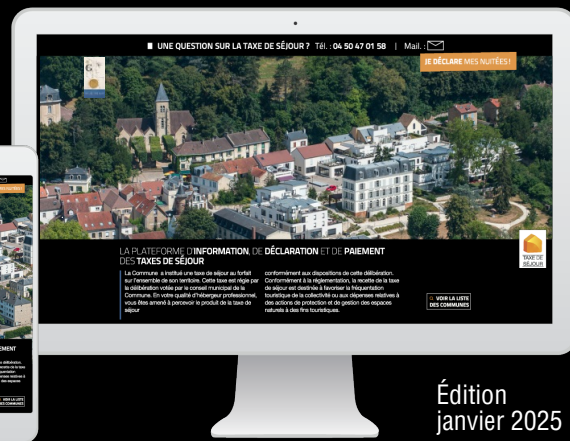 UNE QUESTION SUR LA TAXE DE SÉJOUR ? Tél. : 04 50 47 01 58 | Mail. :
JE DÉCLARE MES NUITÉES !
LA PLATEFORME D'INFORMATION, DE DÉCLARATION ET DE PAIEMENT
DES TAXES DE SÉJOUR
La Commune a institué une taxe de séjour au forfait
sur l'ensemble de son territoire. Cette taxe est régie par
la délibération votée par le conseil municipal de la
Commune. En votre qualité d'hébergeur professionnel,
vous êtes amené à percevoir le produit de la taxe de
séjour
conformément aux dispositions de cette délibération.
Conformément à la réglementation, la recette de la taxe
de séjour est destinée à favoriser la fréquentation
touristique de la collectivité ou aux dépenses relatives à
des actions de protection et de gestion des espaces
naturels à des fins touristiques.
TAXE DE
SÉJOUR
VOIR LA LISTE
DES COMMUNES
Édition
janvier 2025